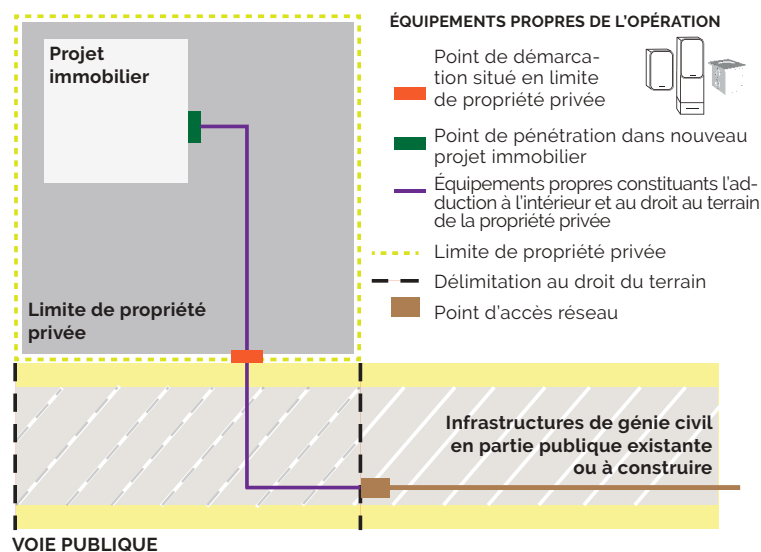 Projet
immobilier
Limite de propriété
privée
ÉQUIPEMENTS PROPRES DE L'OPÉRATION
Point de démarca-
tion situé en limite
de propriété privée
Point de pénétration dans nouveau
projet immobilier
Équipements propres constituants l'ad-
duction à l'intérieur et au droit au terrain
de la propriété privée
Limite de propriété privée
Délimitation au droit du terrain
Point d'accès réseau
Infrastructures de génie civil
en partie publique existante
ou à construire
VOIE PUBLIQUE